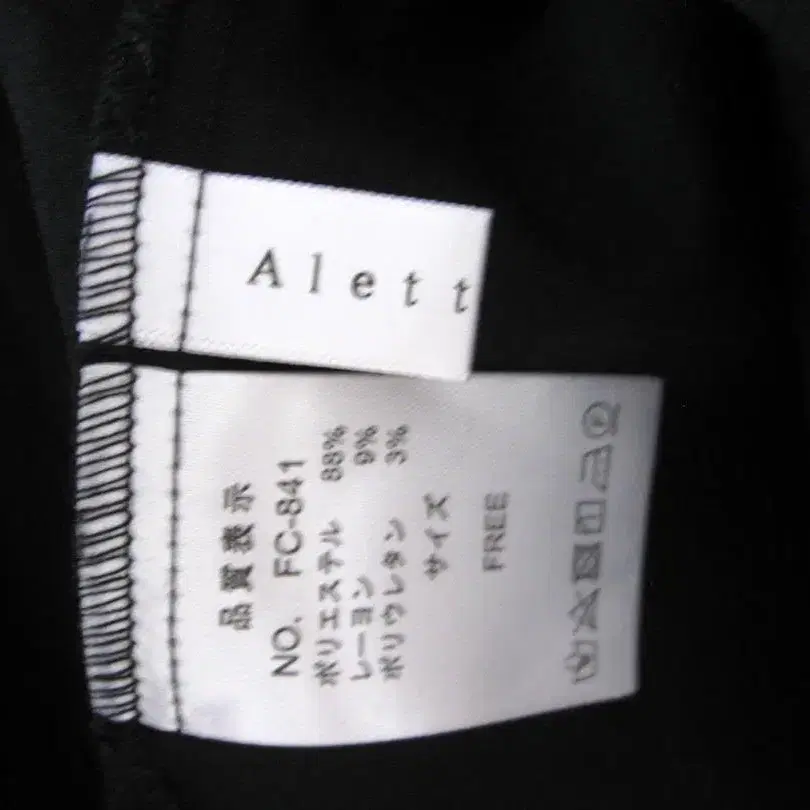 Alett
品質表示
NO. FC-841
ポリエステル 88%
レーヨン 9%
ポリウレタン 3%
サイズ
FREE